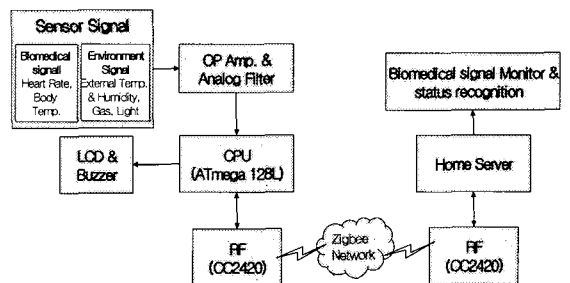 Sensor Signal
Biomedical
signall
Heart Rate,
Body
Temp.
Environment
Signal
External Temp.
& Humidity,
Gas, Light
OP Amp. &
Analog Filter
LCD &
Buzzer
CPU
(ATmega 128L)
RF
(CC2420)
Zigbee
Network
Biomedical signal Monitor &
status recognition
Home Server
RF
(CC2420)